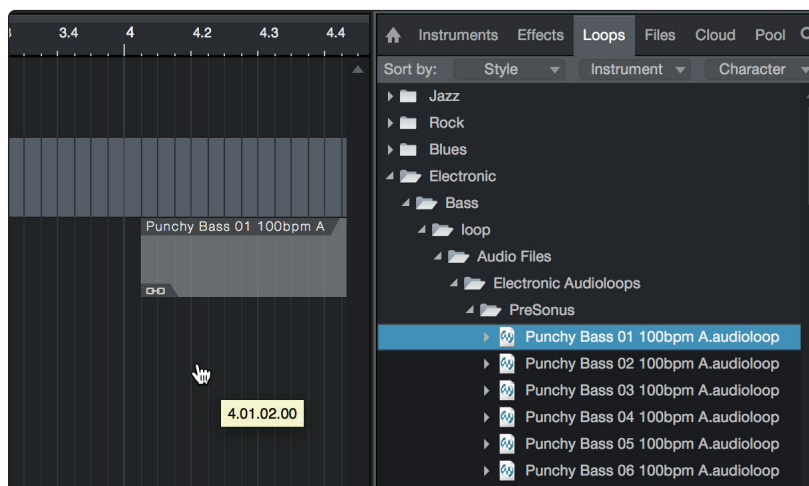 3.4 4 4.2 4.3 4.4
Punchy Bass 01 100bpm A
4.01.02.00
Instruments Effects Loops Files Cloud Pool
Sort by: Style Instrument Character
Jazz
Rock
Blues
Electronic
Bass
loop
Audio Files
Electronic Audioloops
PreSonus
Punchy Bass 01 100bpm A.audioloop
Punchy Bass 02 100bpm A.audioloop
Punchy Bass 03 100bpm A.audioloop
Punchy Bass 04 100bpm A.audioloop
Punchy Bass 05 100bpm A.audioloop
Punchy Bass 06 100bpm A.audioloop